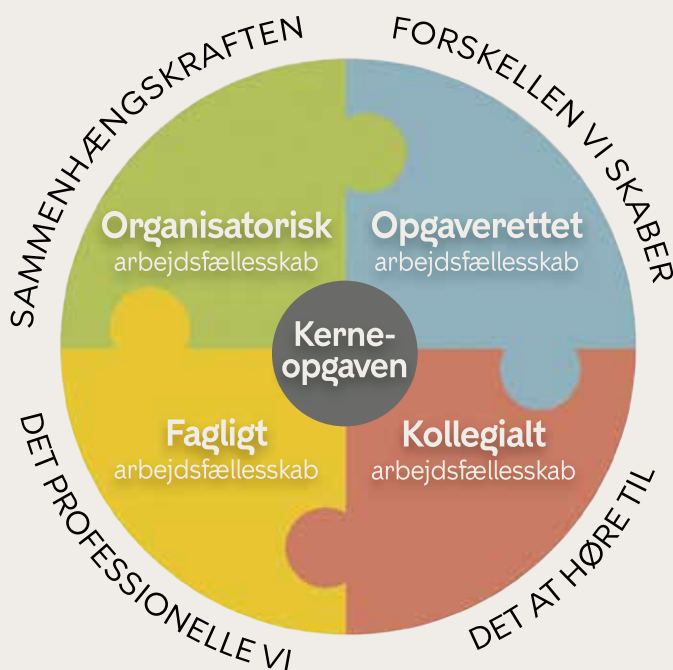 SAMMENHÆNGSKRAFTEN
FORSKELLEN VI SKABER
Organisatorisk
arbejdsfællesskab
Opgaverettet
arbejdsfællesskab
Kerne-
opgaven
Fagligt
arbejdsfællesskab
Kollegialt
arbejdsfællesskab
DET PROFESSIONELLE VI
DET AT HØRE TIL